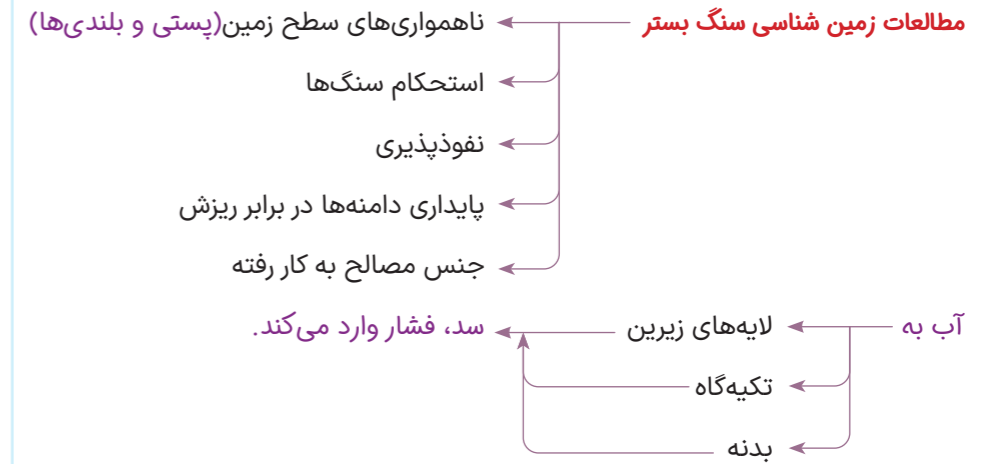 مطالعات زمین شناسی سنگ بستر ناهمواری‌های سطح زمین(پستی و بلندی‌ها)
استحکام سنگ‌ها
نفوذپذیری
پایداری دامنه‌ها در برابر ریزش
جنس مصالح به کار رفته
آب به لایه‌های زیرین سد، فشار وارد می‌کند.
تکیه‌گاه
بدنه